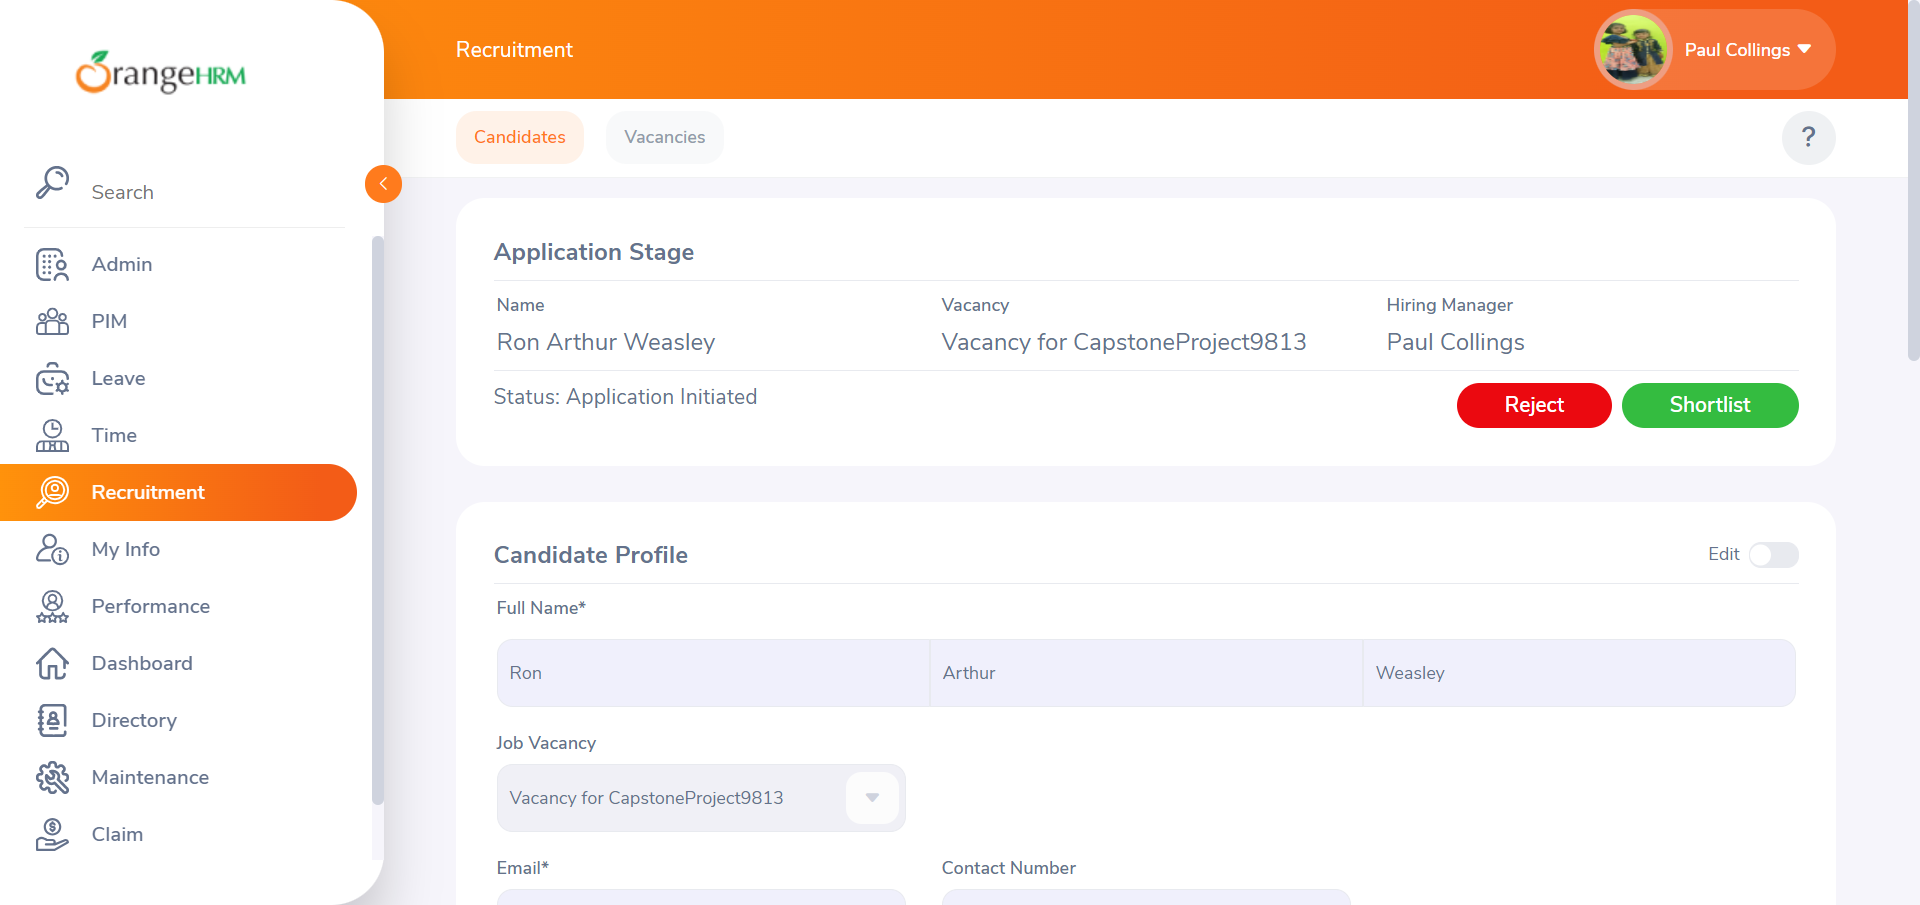 OrangeHRM
Recruitment
Paul Collings
Candidates
Vacancies
?
Search
Admin
PIM
Leave
Time
Recruitment
My Info
Performance
Dashboard
Directory
Maintenance
Claim
Application Stage
Name
Vacancy
Hiring Manager
Ron Arthur Weasley
Vacancy for CapstoneProject9813
Paul Collings
Status: Application Initiated
Reject
Shortlist
Candidate Profile
Edit
Full Name*
Ron
Arthur
Weasley
Job Vacancy
Vacancy for CapstoneProject9813
Email*
Contact Number